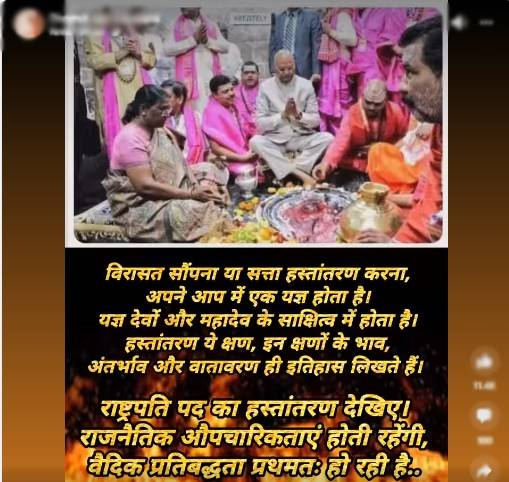 विरासत सौंपना या सत्ता हस्तांतरण करना,
अपने आप में एक यज्ञ होता है।
यज्ञ देवों और महादेव के साक्षित्व में होता है।
हस्तांतरण ये क्षण, इन क्षणों के भाव,
अंतर्भाव और वातावरण ही इतिहास लिखते हैं।
राष्ट्रपति पद का हस्तांतरण देखिए।
राजनैतिक औपचारिकताएं होती रहेंगी,
वैदिक प्रतिबद्धता प्रथमतः हो रही है..